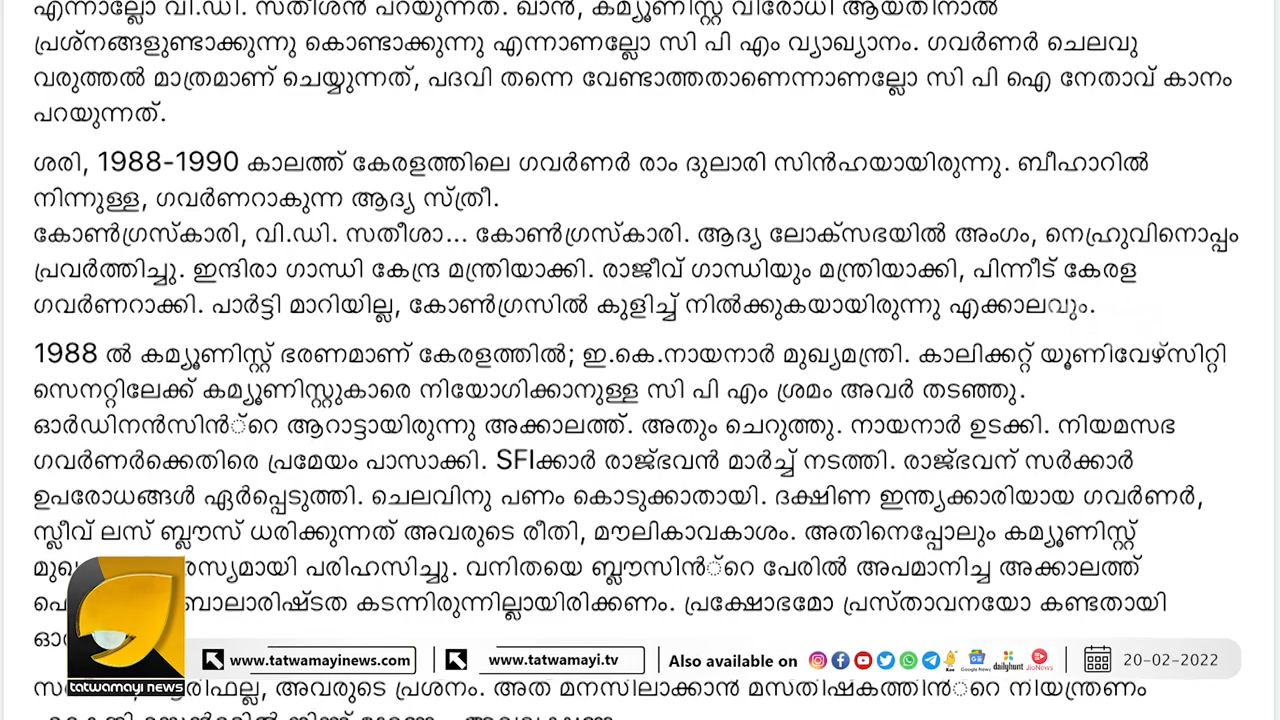 എന്നാല്ലോ വി.ഡി. സതീശൻ പറയുന്നത്. ഖാൻ, കമ്യൂണിസ്റ്റ് വിരോധി ആയതിനാൽ
പ്രശ്നങ്ങളുണ്ടാക്കുന്നു കൊണ്ടാക്കുന്നു എന്നാണല്ലോ സി പി എം വ്യാഖ്യാനം. ഗവർണർ ചെലവു
വരുത്തൽ മാത്രമാണ് ചെയ്യുന്നത്, പദവി തന്നെ വേണ്ടാത്തതാണെന്നാണല്ലോ സി പി ഐ നേതാവ് കാനം
പറയുന്നത്.
ശരി, 1988-1990 കാലത്ത് കേരളത്തിലെ ഗവർണർ രാം ദുലാരി സിൻഹയായിരുന്നു. ബീഹാറിൽ
നിന്നുള്ള, ഗവർണറാകുന്ന ആദ്യ സ്ത്രീ.
കോൺഗ്രസ്‌കാരി, വി.ഡി. സതീശാ... കോൺഗ്രസ്‌കാരി. ആദ്യ ലോക്‌സഭയിൽ അംഗം, നെഹ്രുവിനൊപ്പം
പ്രവർത്തിച്ചു. ഇന്ദിരാ ഗാന്ധി കേന്ദ്ര മന്ത്രിയാക്കി. രാജീവ് ഗാന്ധിയും മന്ത്രിയാക്കി, പിന്നീട് കേരള
ഗവർണറാക്കി. പാർട്ടി മാറിയില്ല, കോൺഗ്രസിൽ കുളിച്ച് നിൽക്കുകയായിരുന്നു എക്കാലവും.
1988 ൽ കമ്യൂണിസ്റ്റ് ഭരണമാണ് കേരളത്തിൽ; ഇ.കെ.നായനാർ മുഖ്യമന്ത്രി. കാലിക്കറ്റ് യൂണിവേഴ്‌സിറ്റി
സെനറ്റിലേക്ക് കമ്യൂണിസ്റ്റുകാരെ നിയോഗിക്കാനുള്ള സി പി എം ശ്രമം അവർ തടഞ്ഞു.
ഓർഡിനൻസിൻ്റെ ആറാട്ടായിരുന്നു അക്കാലത്ത്. അതും ചെറുത്തു. നായനാർ ഉടക്കി. നിയമസഭ
ഗവർണർക്കെതിരെ പ്രമേയം പാസാക്കി. SFIക്കാർ രാജ്ഭവൻ മാർച്ച് നടത്തി. രാജ്ഭവന് സർക്കാർ
ഉപരോധങ്ങൾ ഏർപ്പെടുത്തി. ചെലവിനു പണം കൊടുക്കാതായി. ദക്ഷിണ ഇന്ത്യക്കാരിയായ ഗവർണർ,
സ്ലീവ് ലസ് ബ്ലൗസ് ധരിക്കുന്നത് അവരുടെ രീതി, മൗലികാവകാശം. അതിനെപ്പോലും കമ്യൂണിസ്റ്റ്
പരിഹസിച്ചു. വനിതയെ ബ്ലൗസിൻ്റെ പേരിൽ അപമാനിച്ച അക്കാലത്ത്
ബാലാരിഷ്ടത കടന്നിരുന്നില്ലായിരിക്കണം. പ്രക്ഷോഭമോ പ്രസ്താവനയോ കണ്ടതായി
അവരുടെ പ്രശ്നം. അത് മനസിലാക്കാൻ മസ്തിഷ്കത്തിൻ്റെ നിയന്ത്രണം
tatwamayi news
www.tatwamayinews.com
www.tatwamayi.tv
Also available on
Koo
Google News
dailyhunt
JioNews
20-02-2022